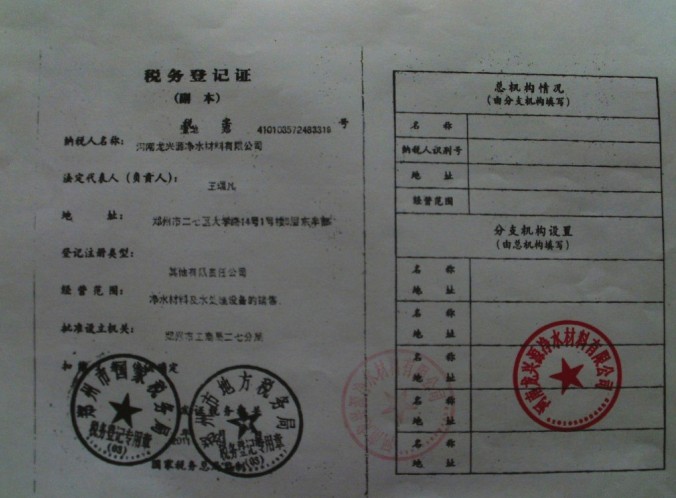 税务登记证
(副 本)
税 字 410103572483319 号
纳税人名称: 河南龙兴源净水材料有限公司
法定代表人(负责人):
地 址: 郑州市二七区大学路14号1号楼
登记注册类型:
其他有限责任公司
经营范围:
净水材料及水处理设备的销售
批准设立机关:
郑州市工商局二七分局
郑州市国家税务局
税务登记专用章
(03)
郑州市地方税务局
税务登记专用章
(03)
国家税务总局监制
总机构情况
(由分支机构填写)
名 称
纳税人识别号
地 址
经营范围
分支机构设置
(由总机构填写)
名 称
地 址
名 称
地 址
名 称
地 址
名 称
地 址
名 称
地 址
河南龙兴源净水材料有限公司